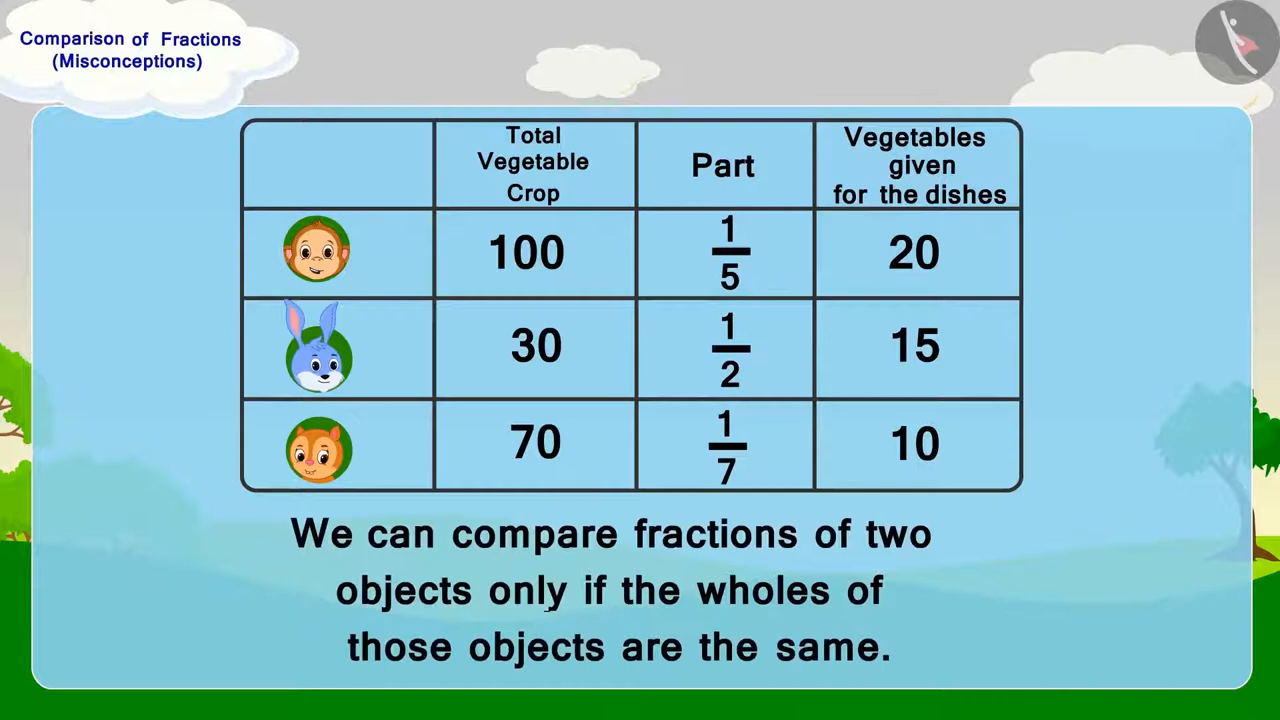 Comparison of Fractions
(Misconceptions)
Total
Vegetable
Crop
Part
Vegetables
given
for the dishes
100
1
5
20
30
1
2
15
70
1
7
10
We can compare fractions of two
objects only if the wholes of
those objects are the same.